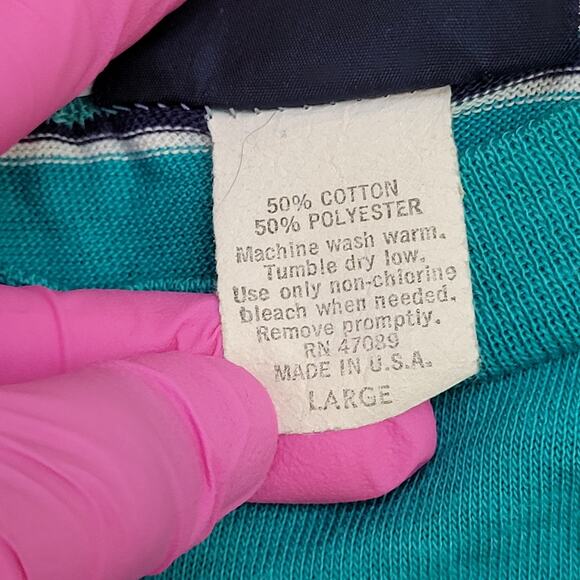 50% COTTON
50% POLYESTER
Machine wash warm.
Tumble dry low.
Use only non-chlorine
bleach when needed.
Remove promptly.
RN 47089
MADE IN U.S.A.
LARGE